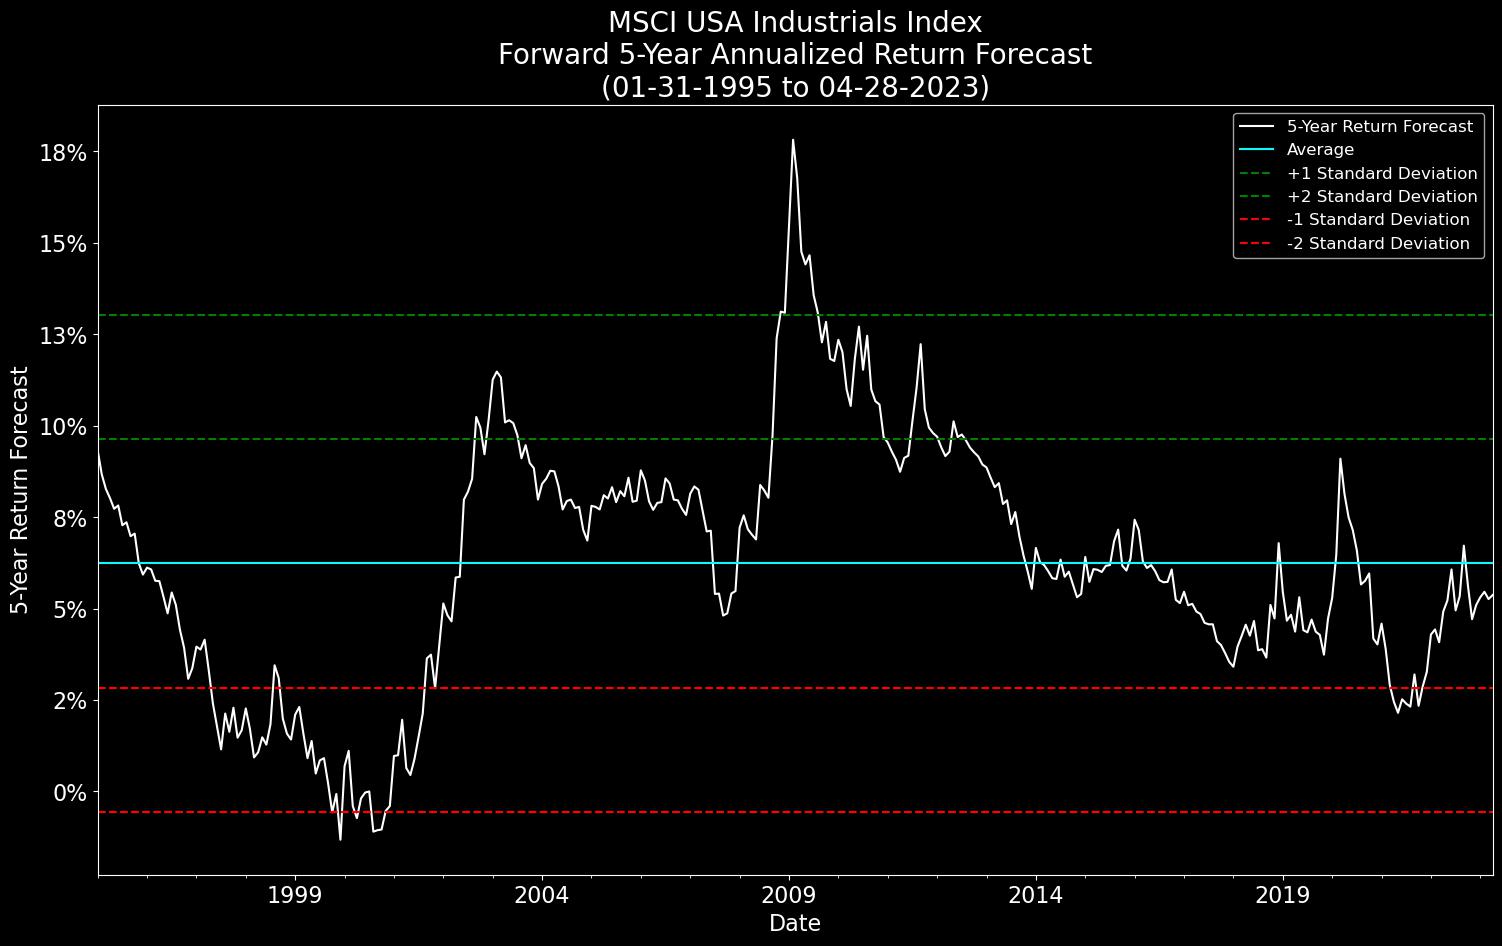 MSCI USA Industrials Index
Forward 5-Year Annualized Return Forecast
(01-31-1995 to 04-28-2023)
5-Year Return Forecast
Average
+1 Standard Deviation
+2 Standard Deviation
-1 Standard Deviation
-2 Standard Deviation
18%
15%
13%
10%
8%
5%
2%
0%
5-Year Return Forecast
1999
2004
2009
2014
2019
Date